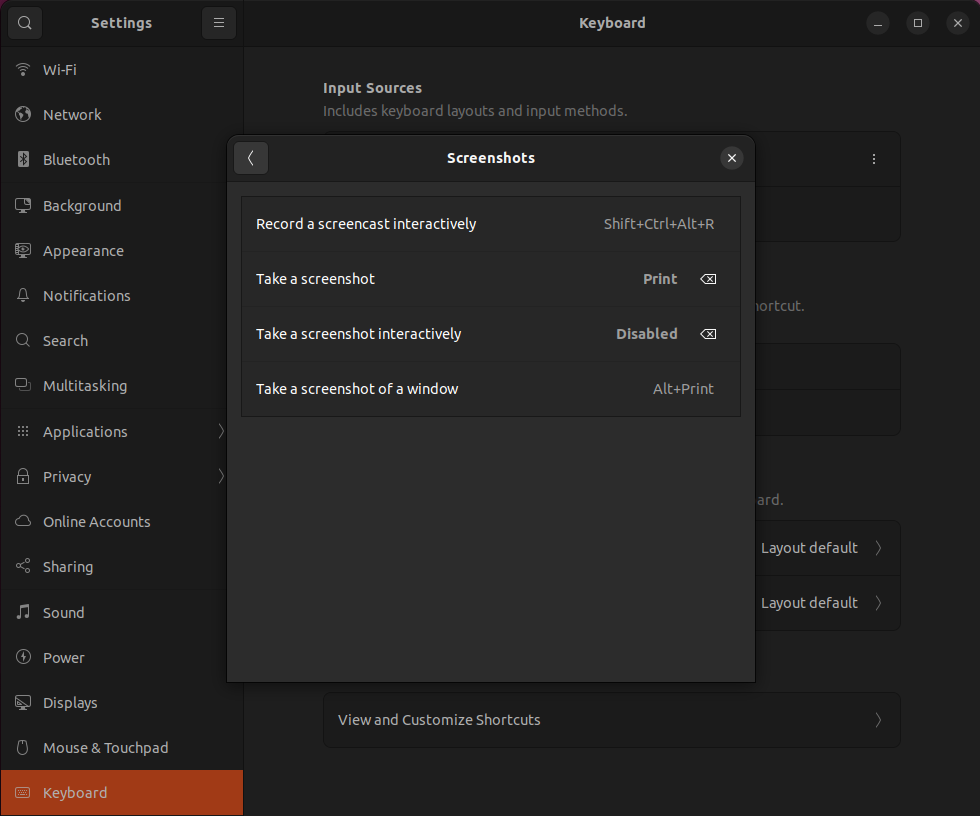 Settings
Keyboard
Wi-Fi
Network
Bluetooth
Background
Appearance
Notifications
Search
Multitasking
Applications
Privacy
Online Accounts
Sharing
Sound
Power
Displays
Mouse & Touchpad
Keyboard
Input Sources
Includes keyboard layouts and input methods.
Screenshots
Record a screencast interactively Shift+Ctrl+Alt+R
Take a screenshot Print
Take a screenshot interactively Disabled
Take a screenshot of a window Alt+Print
Layout default
Layout default
View and Customize Shortcuts